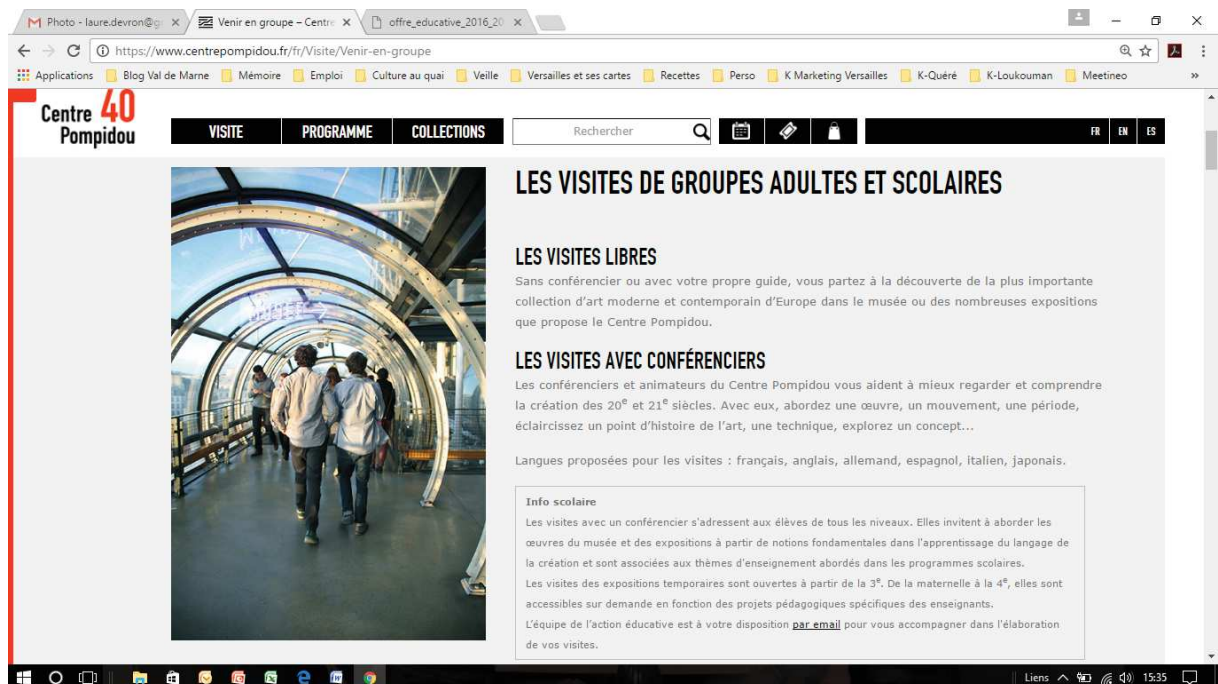 Photo - laure.devron@g
Venir en groupe – Centre
offre_educative_2016_20
https://www.centrepompidou.fr/fr/Visite/Venir-en-groupe
Applications Blog Val de Marne Mémoire Emploi Culture au quai Veille Versailles et ses cartes Recettes Perso K Marketing Versailles K-Quéré K-Loukouman Meetineo »
Centre 40
Pompidou
VISITE PROGRAMME COLLECTIONS Rechercher FR EN ES
LES VISITES DE GROUPES ADULTES ET SCOLAIRES
LES VISITES LIBRES
Sans conférencier ou avec votre propre guide, vous partez à la découverte de la plus importante
collection d'art moderne et contemporain d'Europe dans le musée ou des nombreuses expositions
que propose le Centre Pompidou.
LES VISITES AVEC CONFÉRENCIERS
Les conférenciers et animateurs du Centre Pompidou vous aident à mieux regarder et comprendre
la création des 20e et 21e siècles. Avec eux, abordez une œuvre, un mouvement, une période,
éclaircissez un point d'histoire de l'art, une technique, explorez un concept...
Langues proposées pour les visites : français, anglais, allemand, espagnol, italien, japonais.
Info scolaire
Les visites avec un conférencier s'adressent aux élèves de tous les niveaux. Elles invitent à aborder les
œuvres du musée et des expositions à partir de notions fondamentales dans l'apprentissage du langage de
la création et sont associées aux thèmes d'enseignement abordés dans les programmes scolaires.
Les visites des expositions temporaires sont ouvertes à partir de la 3e. De la maternelle à la 4e, elles sont
accessibles sur demande en fonction des projets pédagogiques spécifiques des enseignants.
L'équipe de l'action éducative est à votre disposition par email pour vous accompagner dans l'élaboration
de vos visites.
MUSÉE
Liens 15:35